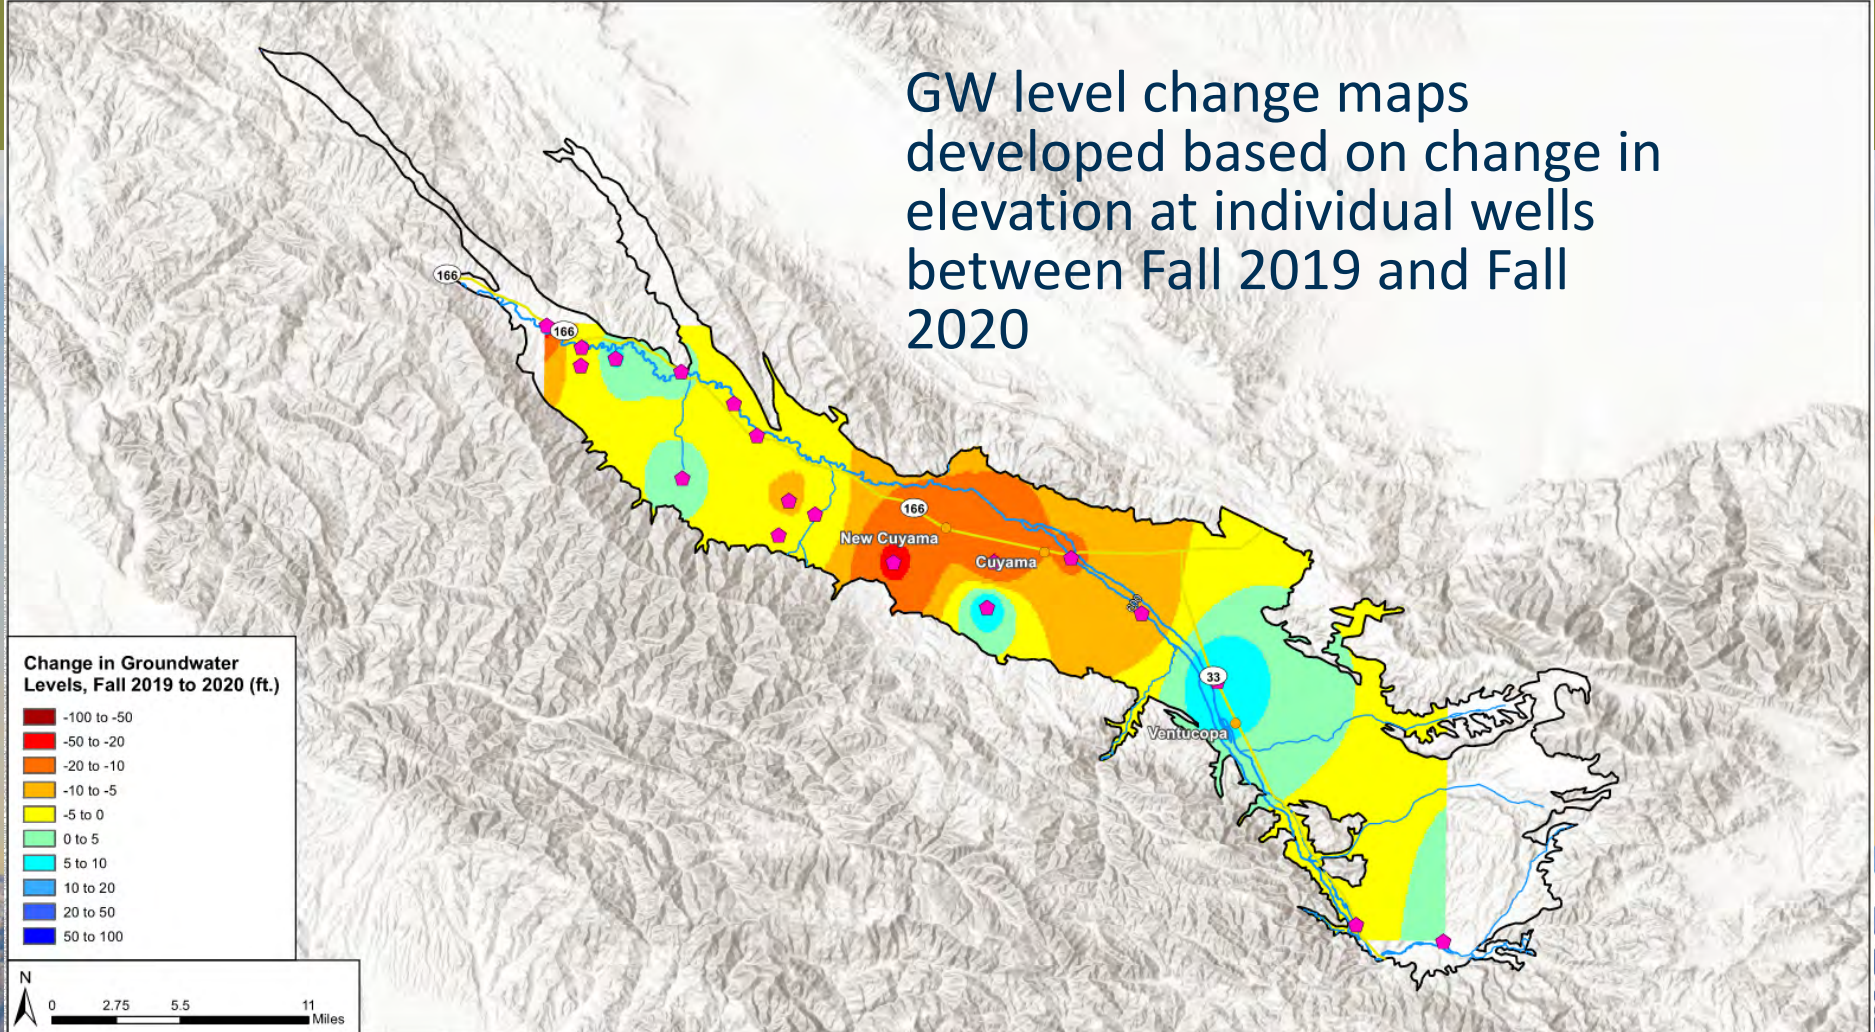 GW level change maps
developed based on change in
elevation at individual wells
between Fall 2019 and Fall
2020
166
166
166
New Cuyama
Cuyama
33
Ventucopa
Change in Groundwater
Levels, Fall 2019 to 2020 (ft.)
-100 to -50
-50 to -20
-20 to -10
-10 to -5
-5 to 0
0 to 5
5 to 10
10 to 20
20 to 50
50 to 100
N
0 2.75 5.5 11
Miles